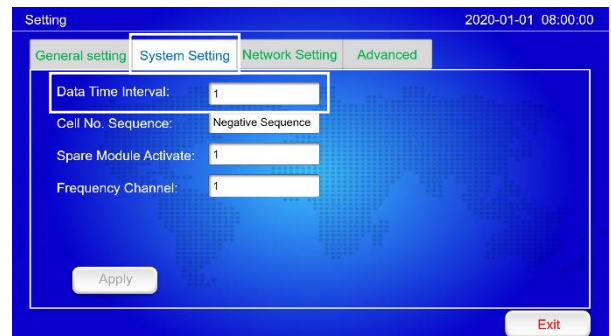 Setting 2020-01-01 08:00:00
General setting System Setting Network Setting Advanced
Data Time Interval: 1
Cell No. Sequence: Negative Sequence
Spare Module Activate: 1
Frequency Channel: 1
Apply
Exit